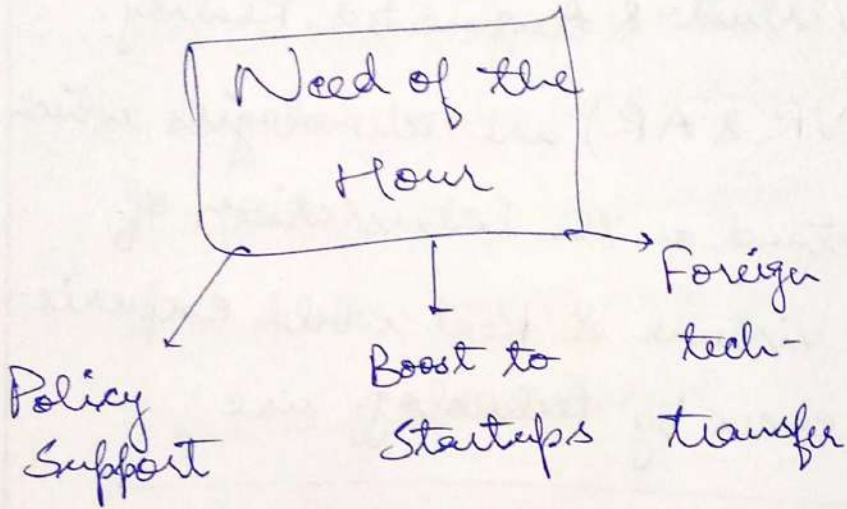 Need of the
Hour
Policy
Support
Boost to
Startups
Foreign
tech-
transfer